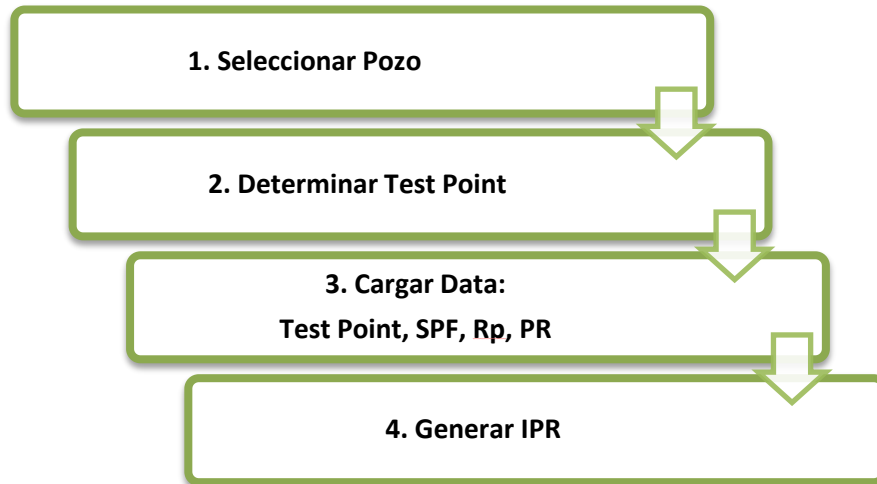 1. Seleccionar Pozo
2. Determinar Test Point
3. Cargar Data:
Test Point, SPF, Rp, PR
4. Generar IPR